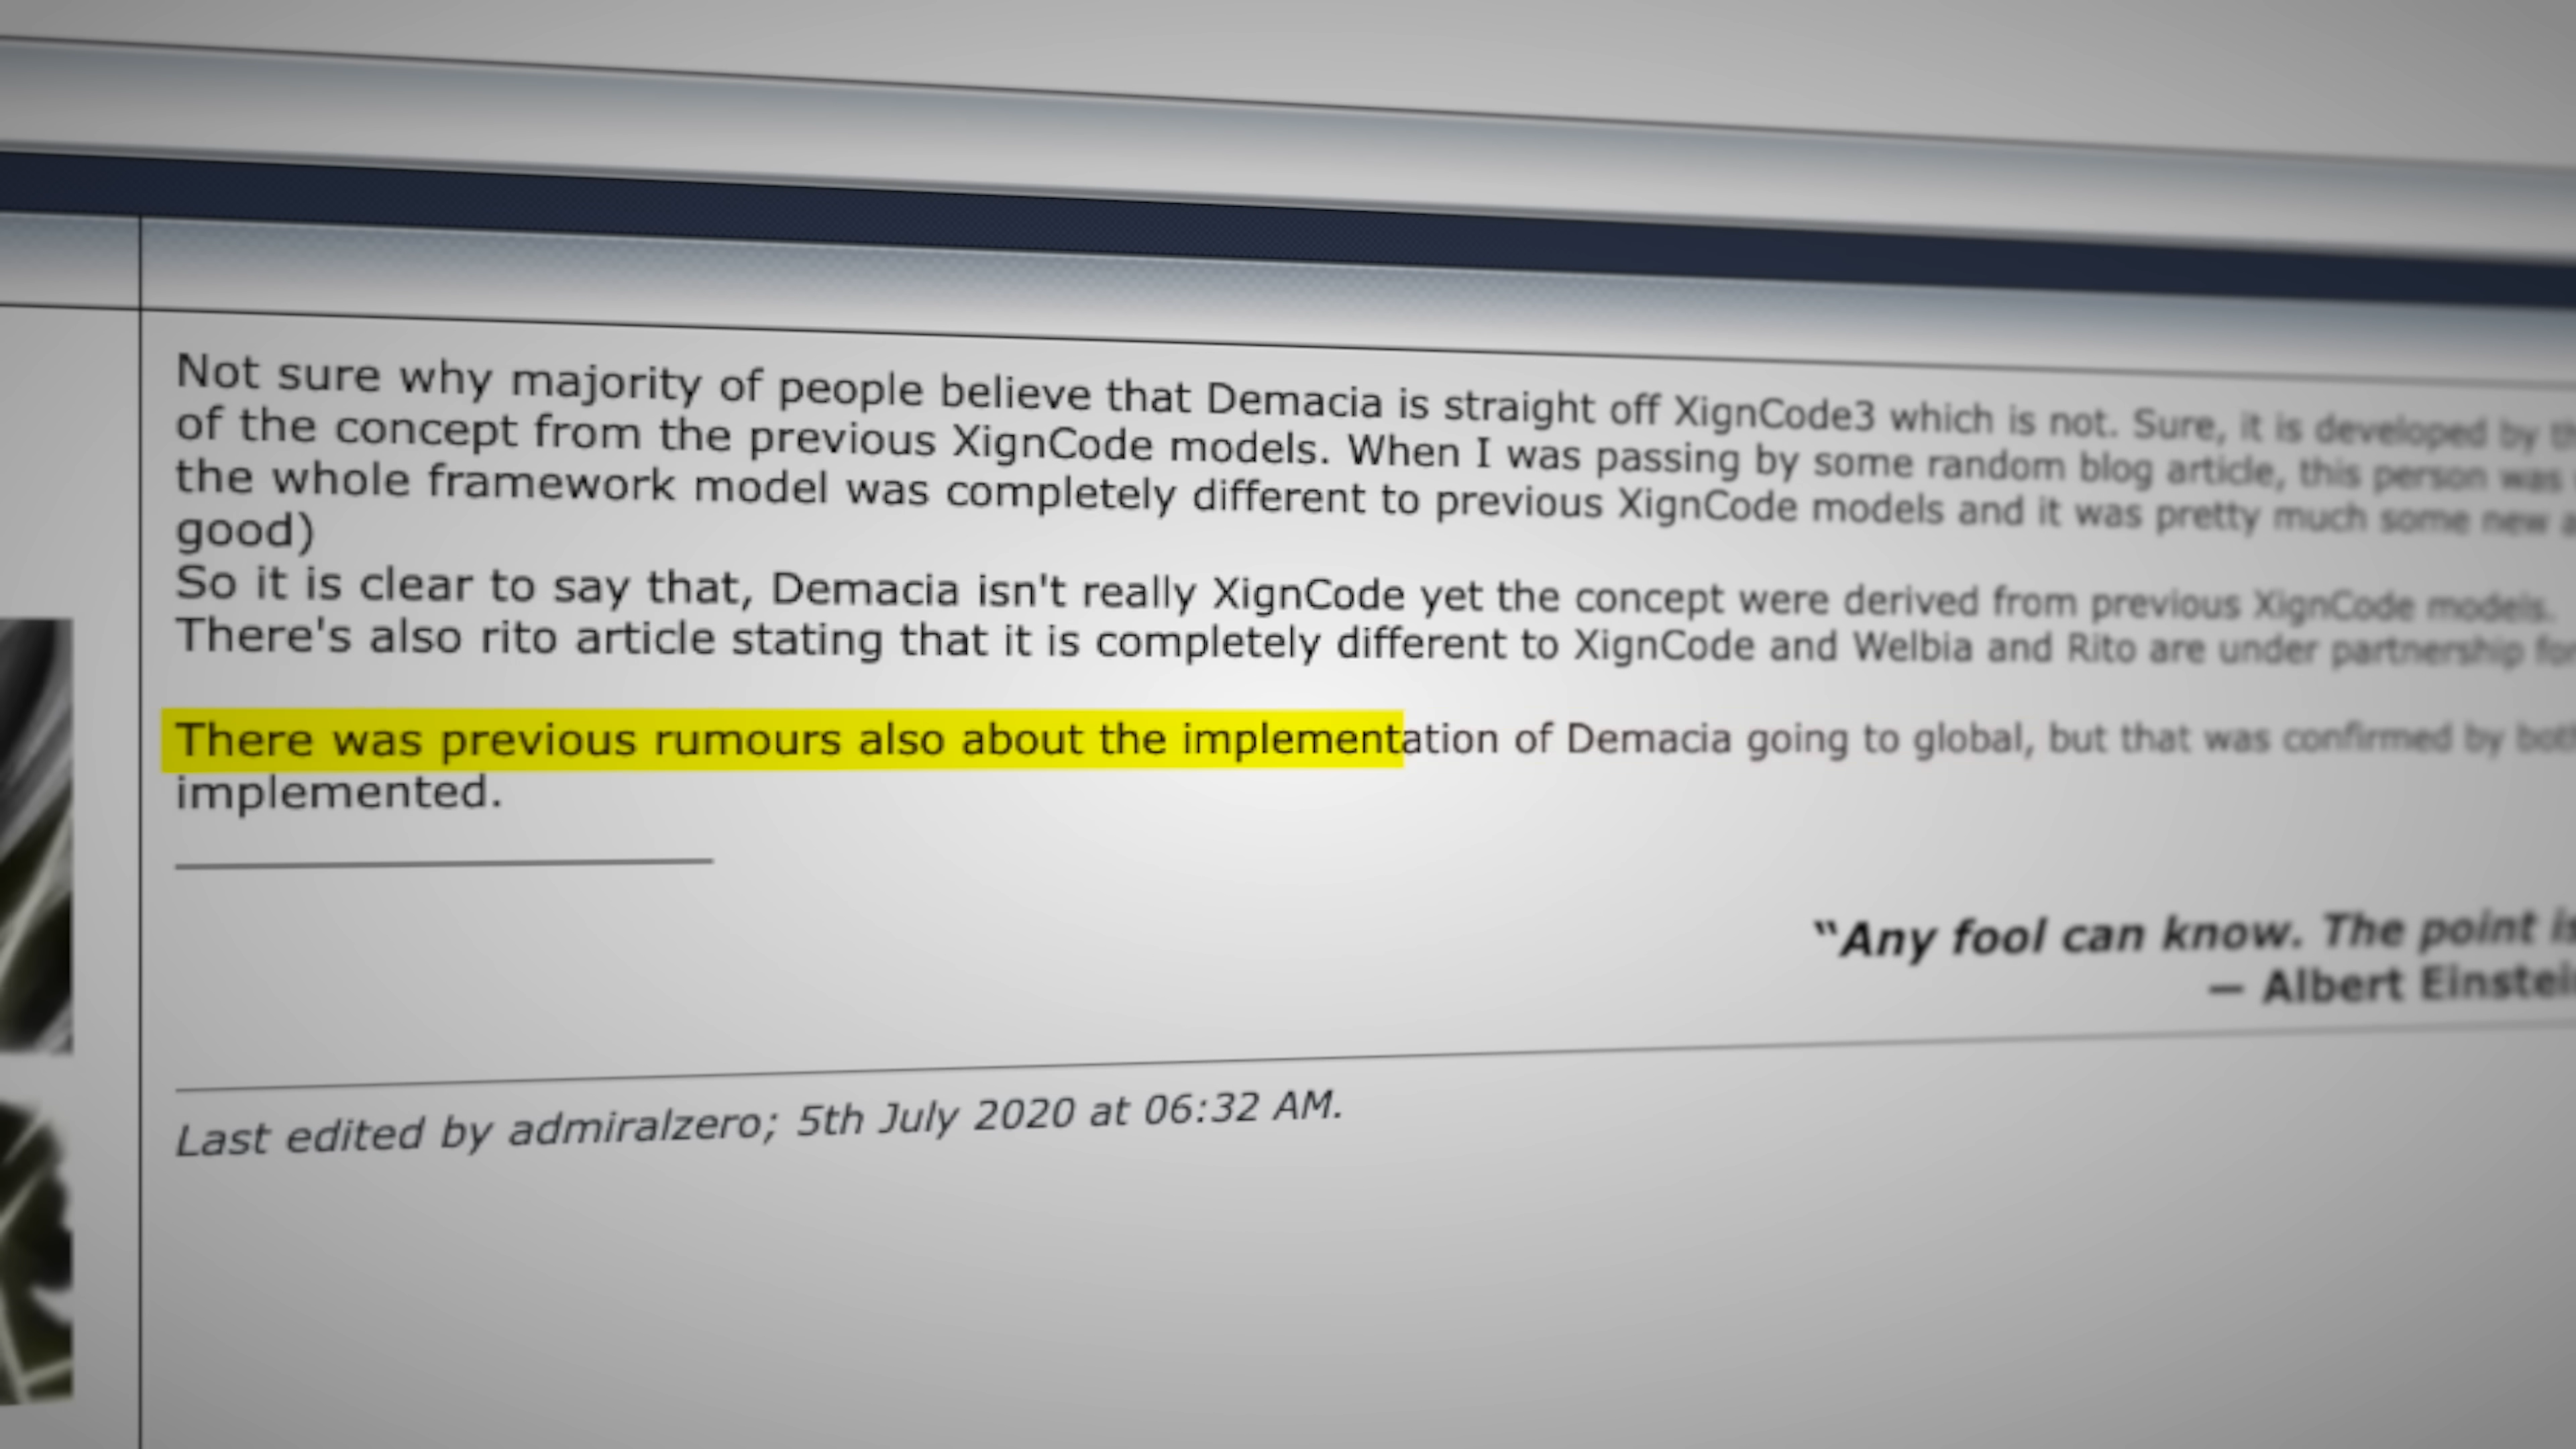 Not sure why majority of people believe that Demacia is straight off XignCode3 which is not. Sure, it is developed by
of the concept from the previous XignCode models. When I was passing by some random blog article, this person was
the whole framework model was completely different to previous XignCode models and it was pretty much some new
good)
So it is clear to say that, Demacia isn't really XignCode yet the concept were derived from previous XignCode models.
There's also rito article stating that it is completely different to XignCode and Welbia and Rito are under partnership for
There was previous rumours also about the implementation of Demacia going to global, but that was confirmed by both
implemented.
“Any fool can know. The point is
— Albert Einstein
Last edited by admiralzero; 5th July 2020 at 06:32 AM.